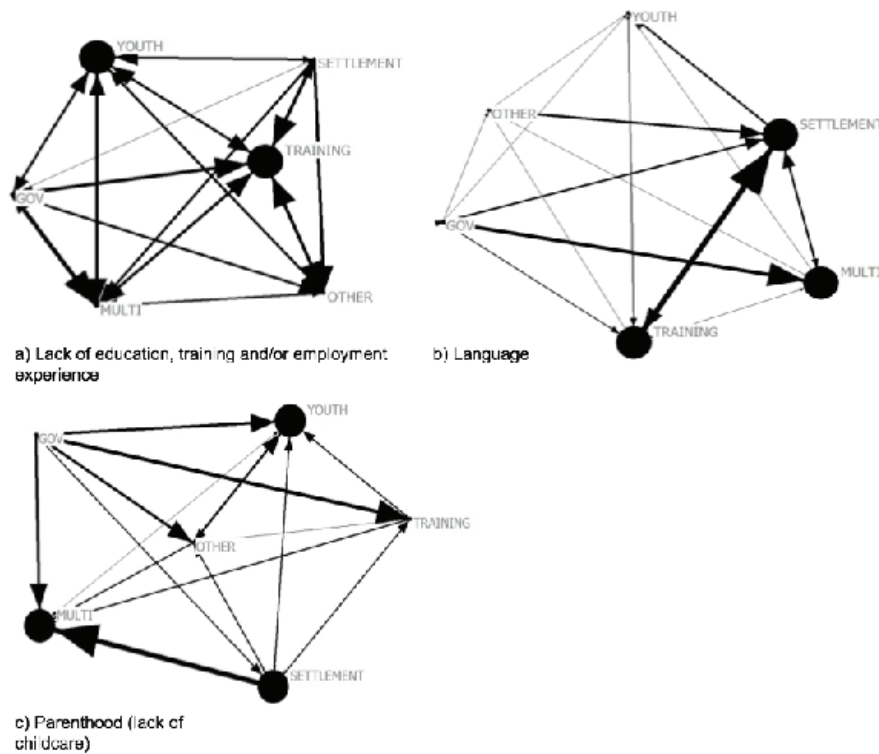 YOUTH
SETTLEMENT
TRAINING
GOV
MULTI
OTHER
a) Lack of education, training and/or employment
experience
YOUTH
OTHER
SETTLEMENT
GOV
MULTI
TRAINING
b) Language
YOUTH
GOV
TRAINING
OTHER
MULTI
SETTLEMENT
c) Parenthood (lack of
childcare)